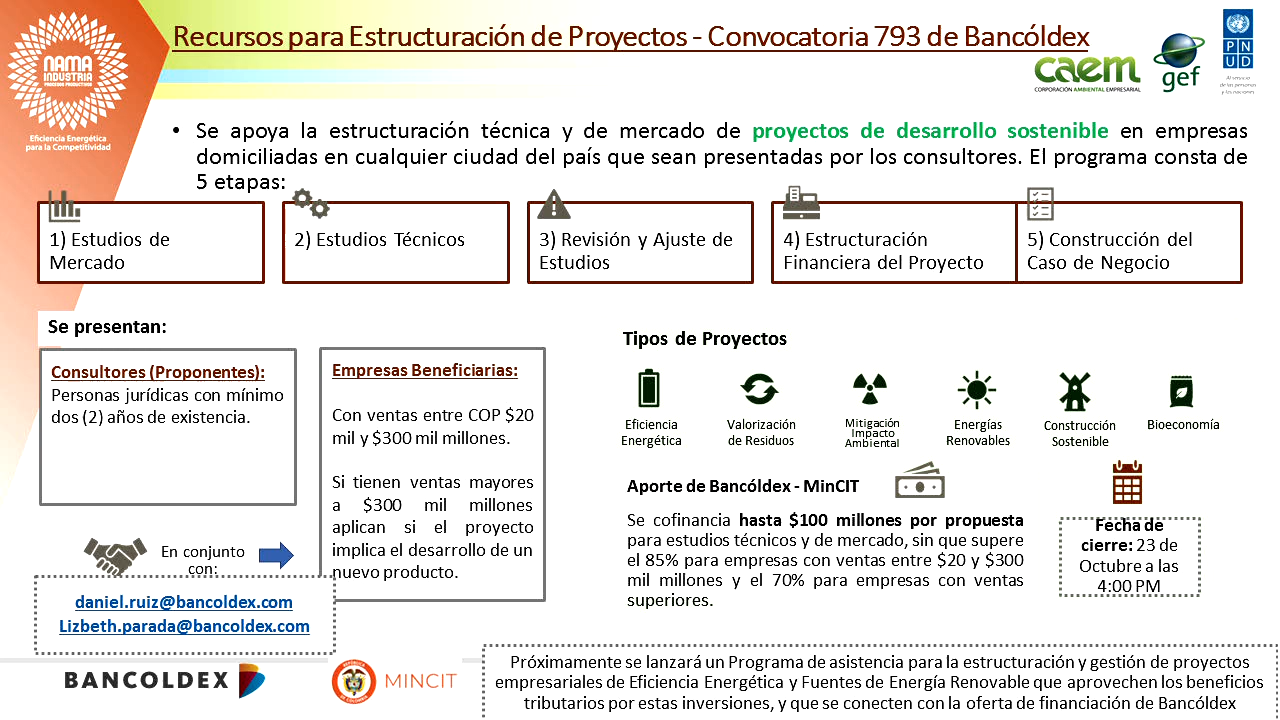 Recursos para Estructuración de Proyectos - Convocatoria 793 de Bancóldex
NAMA
INDUSTRIA
PROCESOS PRODUCTIVOS
Eficiencia Energética
para la Competitividad
caem
CORPORACIÓN AMBIENTAL EMPRESARIAL
gef
P N
U D
Al servicio
de las personas
y las naciones
• Se apoya la estructuración técnica y de mercado de proyectos de desarrollo sostenible en empresas
domiciliadas en cualquier ciudad del país que sean presentadas por los consultores. El programa consta de
5 etapas:
1) Estudios de
Mercado
2) Estudios Técnicos
3) Revisión y Ajuste de
Estudios
4) Estructuración
Financiera del Proyecto
5) Construcción del
Caso de Negocio
Se presentan:
Consultores (Proponentes):
Personas jurídicas con mínimo
dos (2) años de existencia.
En conjunto
con:
daniel.ruiz@bancoldex.com
Lizbeth.parada@bancoldex.com
Empresas Beneficiarias:
Con ventas entre COP $20
mil y $300 mil millones.
Si tienen ventas mayores
a $300 mil millones
aplican si el proyecto
implica el desarrollo de un
nuevo producto.
Tipos de Proyectos
Eficiencia
Energética
Valorización
de Residuos
Mitigación
Impacto
Ambiental
Energías
Renovables
Construcción
Sostenible
Bioeconomía
Aporte de Bancóldex - MinCIT
Se cofinancia hasta $100 millones por propuesta
para estudios técnicos y de mercado, sin que supere
el 85% para empresas con ventas entre $20 y $300
mil millones y el 70% para empresas con ventas
superiores.
Fecha de
cierre: 23 de
Octubre a las
4:00 PM
BANCOLDEX
MINCIT
Próximamente se lanzará un Programa de asistencia para la estructuración y gestión de proyectos
empresariales de Eficiencia Energética y Fuentes de Energía Renovable que aprovechen los beneficios
tributarios por estas inversiones, y que se conecten con la oferta de financiación de Bancóldex